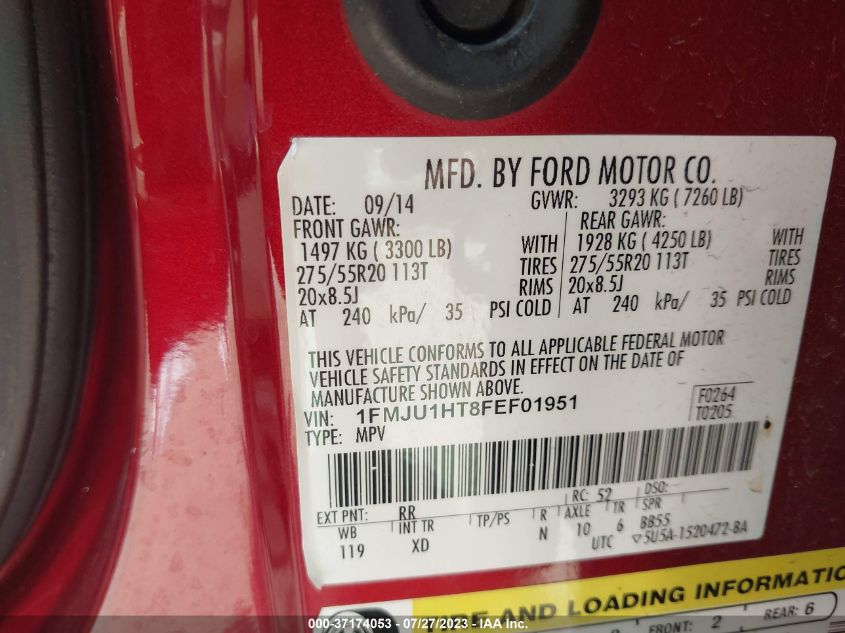 MFD. BY FORD MOTOR CO.
DATE: 09/14 GVWR: 3293 KG ( 7260 LB)
FRONT GAWR: REAR GAWR:
1497 KG ( 3300 LB) WITH 1928 KG ( 4250 LB) WITH
275/55R20 113T TIRES 275/55R20 113T TIRES
20x8.5J RIMS 20x8.5J RIMS
AT 240 kPa/ 35 PSI COLD AT 240 kPa/ 35 PSI COLD
THIS VEHICLE CONFORMS TO ALL APPLICABLE FEDERAL MOTOR
VEHICLE SAFETY STANDARDS IN EFFECT ON THE DATE OF
MANUFACTURE SHOWN ABOVE.
VIN: 1FMJU1HT8FEF01951 F0264
TYPE: MPV T0205
EXT PNT: RR RC: 52 DSO:
WB INT TR TP/PS R AXLE TR SPR
119 XD N 10 6 BB55
UTC ▽5U5A-1520472-BA
TIRE AND LOADING INFORMATION
FRONT: 2 REAR: 6
000-37174053 - 07/27/2023 - IAA Inc.